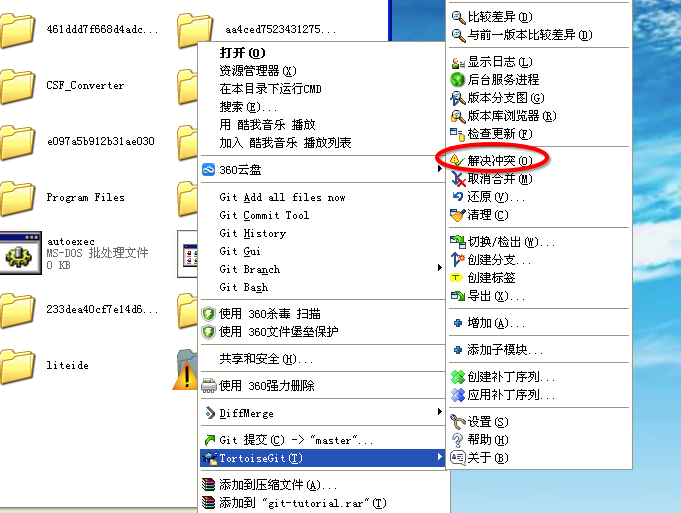 461ddd7f668d4adc...
aa4ced7523431275...
CSF_Converter
e097a5b912b31ae030
Program Files
autoexec
MS-DOS 批处理文件
0 KB
233dea40cf7e14d6...
liteide
打开(O)
资源管理器(X)
在本目录下运行CMD
搜索(E)...
用 酷我音乐 播放
加入 酷我音乐 播放列表
360云盘
Git Add all files now
Git Commit Tool
Git History
Git Gui
Git Branch
Git Bash
使用 360杀毒 扫描
使用 360文件堡垒保护
共享和安全(H)...
使用 360强力删除
DiffMerge
Git 提交(C) -> "master"...
TortoiseGit(T)
添加到压缩文件(A)...
添加到 "git-tutorial.rar"(T)
比较差异(D)
与前一版本比较差异(D)
显示日志(L)
后台服务进程
版本分支图(G)
版本库浏览器(R)
检查更新(F)
解决冲突(O)
取消合并(M)
还原(V)...
清理(C)
切换/检出(W)...
创建分支...
创建标签
导出(X)...
增加(A)...
添加子模块...
创建补丁序列...
应用补丁序列...
设置(S)
帮助(H)
关于(B)